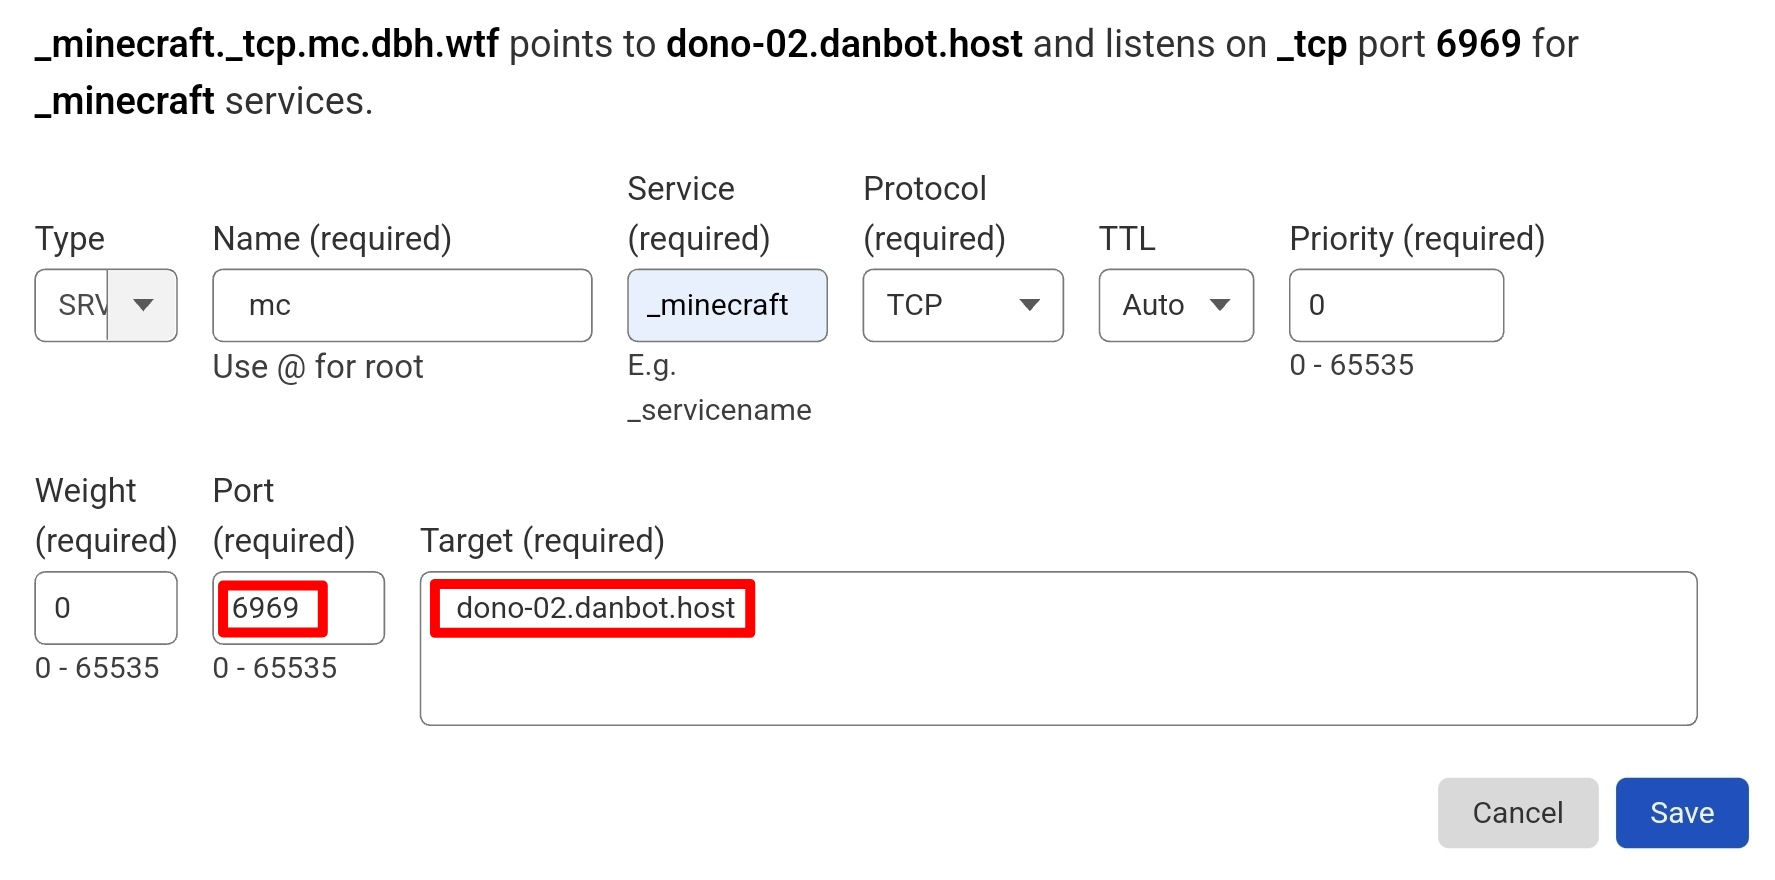 _minecraft._tcp.mc.dbh.wtf points to dono-02.danbot.host and listens on _tcp port 6969 for
_minecraft services.
Type
SRV
Name (required)
mc
Use @ for root
Service
(required)
_minecraft
E.g.
_servicename
Protocol
(required)
TCP
TTL
Auto
Priority (required)
0
0 - 65535
Weight
(required)
0
0 - 65535
Port
(required)
6969
0 - 65535
Target (required)
dono-02.danbot.host
Cancel
Save